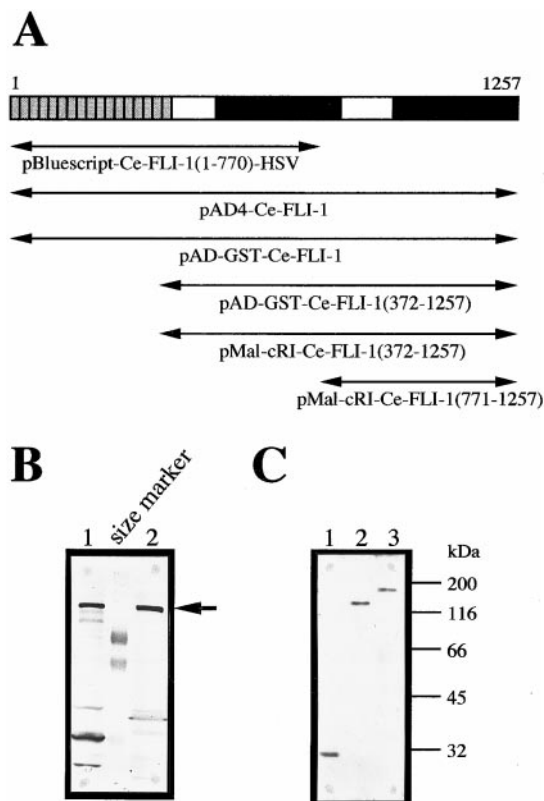 A
1 1257
pBluescript-Ce-FLI-1(1-770)-HSV
pAD4-Ce-FLI-1
pAD-GST-Ce-FLI-1
pAD-GST-Ce-FLI-1(372-1257)
pMal-cRI-Ce-FLI-1(372-1257)
pMal-cRI-Ce-FLI-1(771-1257)
B
1 size marker 2
C
1 2 3 kDa
200
116
66
45
32